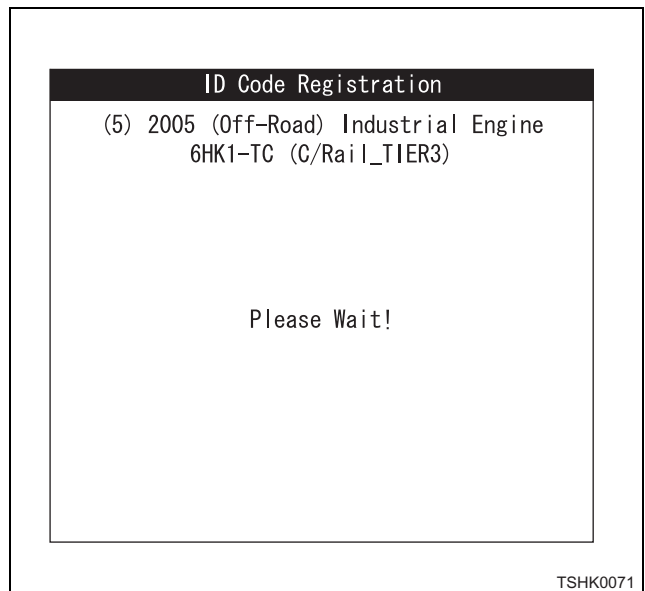 ID Code Registration
(5) 2005 (Off-Road) Industrial Engine
6HK1-TC (C/Rail_TIER3)
Please Wait!
TSHK0071